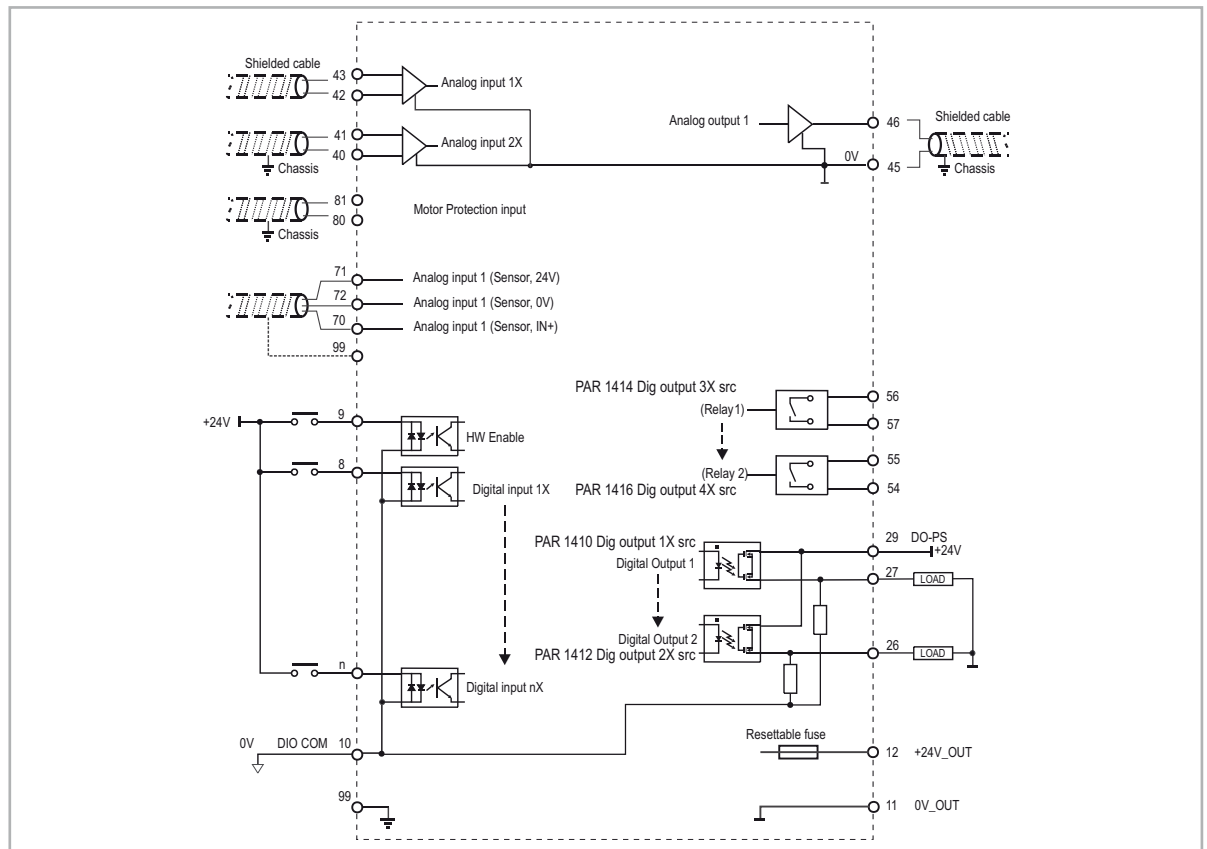 Shielded cable
43
42
Analog input 1X
41
40
Analog input 2X
Chassis
81
80
Motor Protection input
Chassis
71
Analog input 1 (Sensor, 24V)
72
Analog input 1 (Sensor, 0V)
70
Analog input 1 (Sensor, IN+)
99
+24V
9
HW Enable
8
Digital input 1X
n
Digital input nX
0V
DIO COM
10
99
Analog output 1
46
Shielded cable
0V
45
Chassis
PAR 1414 Dig output 3X src
(Relay1)
56
57
(Relay 2)
PAR 1416 Dig output 4X src
55
54
PAR 1410 Dig output 1X src
Digital Output 1
29
DO-PS
+24V
27
LOAD
Digital Output 2
PAR 1412 Dig output 2X src
26
LOAD
Resettable fuse
12
+24V_OUT
11
0V_OUT